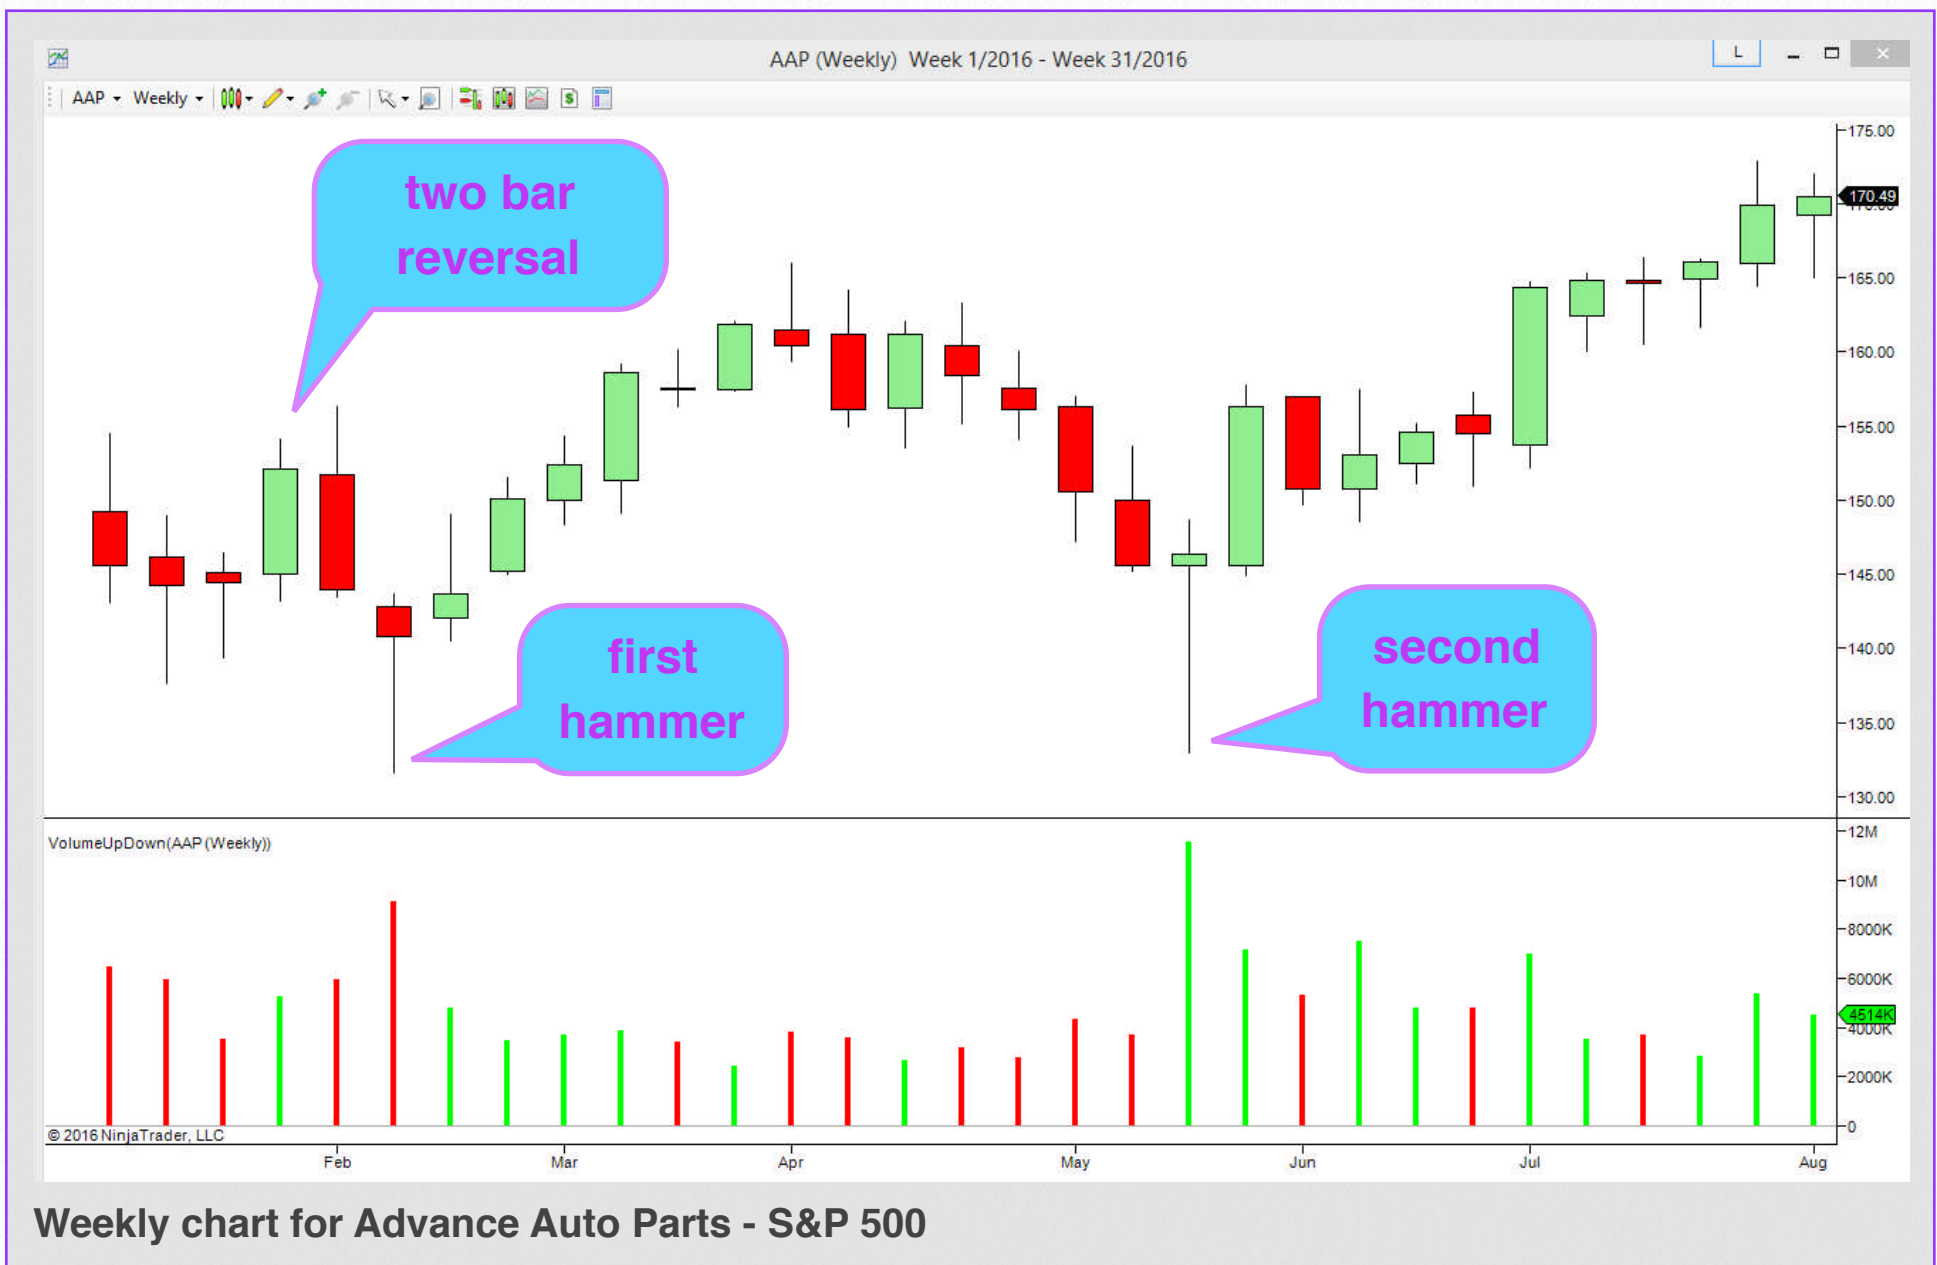 AAP (Weekly)  Week 1/2016 - Week 31/2016
L
AAP
Weekly
two bar
reversal
first
hammer
second
hammer
175.00
170.49
165.00
160.00
155.00
150.00
145.00
140.00
135.00
130.00
VolumeUpDown(AAP (Weekly))
12M
10M
8000K
6000K
4514K
4000K
2000K
0
© 2016 NinjaTrader, LLC
Feb Mar Apr May Jun Jul Aug
Weekly chart for Advance Auto Parts - S&P 500